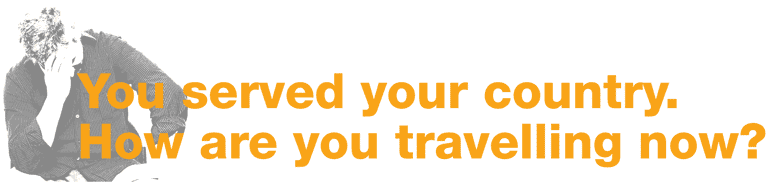 You served your country.
How are you travelling now?